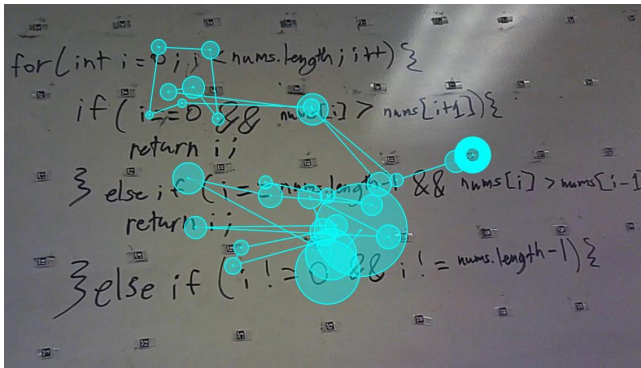 for(int i=0; i < nums.length; i++){
if(i==0 && nums[i] > nums[i+1]){
return i;
} else if (i== nums.length-1 && nums[i] > nums[i-1]
return i;
} else if (i != 0 && i != nums.length-1){